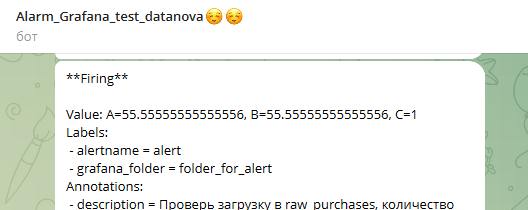 Alarm_Grafana_test_datanova😌😌
бот
**Firing**
Value: A=55.55555555555556, B=55.55555555555556, C=1
Labels:
- alertname = alert
- grafana_folder = folder_for_alert
Annotations:
- description = Проверь загрузку в raw_purchases, количество